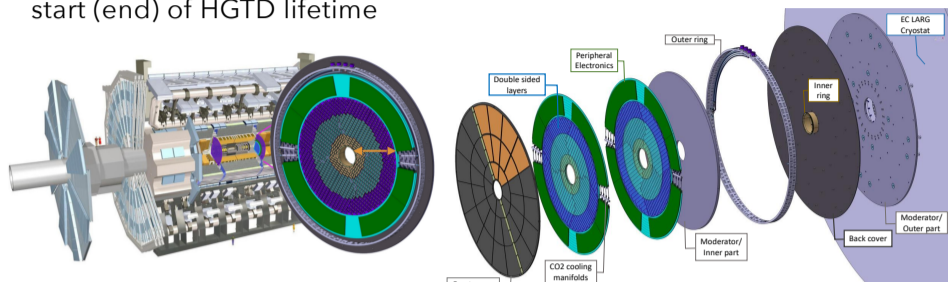 start (end) of HGTD lifetime
EC LARG
Cryostat
Outer ring
Peripheral
Electronics
Double sided
layers
Inner
ring
Moderator/
Outer part
Back cover
Moderator/
Inner part
CO2 cooling
manifolds